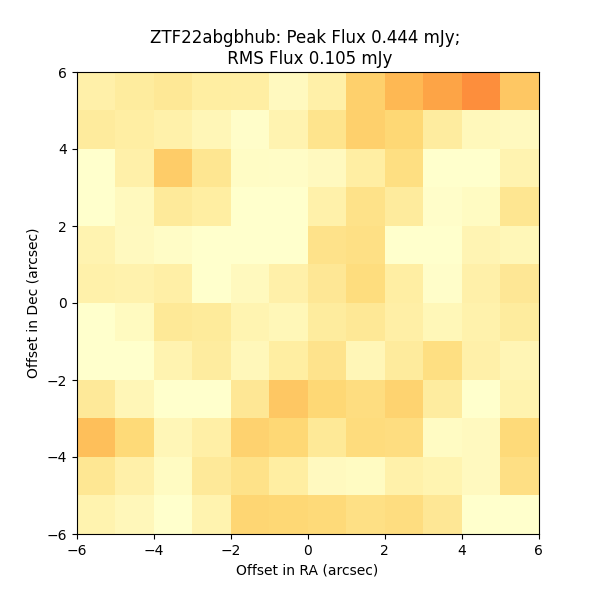 ZTF22abgbhub: Peak Flux 0.444 mJy;
RMS Flux 0.105 mJy
6
4
2
0
−2
−4
−6
Offset in Dec (arcsec)
−6 −4 −2 0 2 4 6
Offset in RA (arcsec)